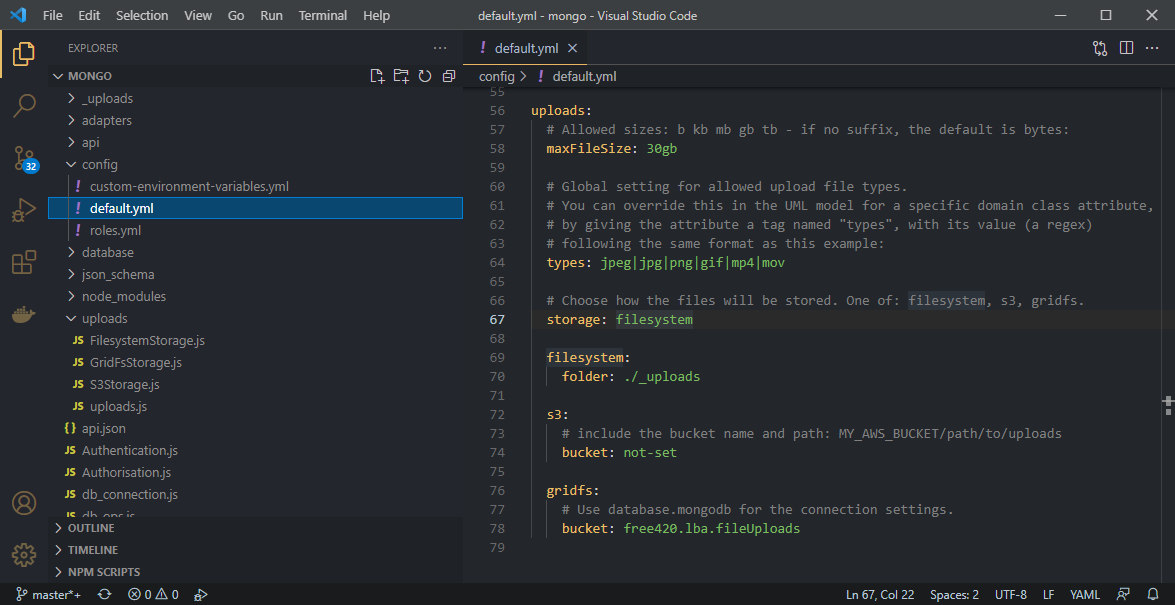 File Edit Selection View Go Run Terminal Help
default.yml - mongo - Visual Studio Code
EXPLORER
MONGO
_uploads
adapters
api
config
! custom-environment-variables.yml
! default.yml
! roles.yml
database
json_schema
node_modules
uploads
JS FilesystemStorage.js
JS GridFsStorage.js
JS S3Storage.js
JS uploads.js
{} api.json
JS Authentication.js
JS Authorisation.js
JS db_connection.js
JS db_ops.js
OUTLINE
TIMELINE
NPM SCRIPTS
32
! default.yml
config > ! default.yml
55
56 uploads:
57 # Allowed sizes: b kb mb gb tb - if no suffix, the default is bytes:
58 maxFileSize: 30gb
59
60 # Global setting for allowed upload file types.
61 # You can override this in the UML model for a specific domain class attribute,
62 # by giving the attribute a tag named "types", with its value (a regex)
63 # following the same format as this example:
64 types: jpeg|jpg|png|gif|mp4|mov
65
66 # Choose how the files will be stored. One of: filesystem, s3, gridfs.
67 storage: filesystem
68
69 filesystem:
70 folder: ./_uploads
71
72 s3:
73 # include the bucket name and path: MY_AWS_BUCKET/path/to/uploads
74 bucket: not-set
75
76 gridfs:
77 # Use database.mongodb for the connection settings.
78 bucket: free420.lba.fileUploads
79
master*+ 0 0 Ln 67, Col 22 Spaces: 2 UTF-8 LF YAML